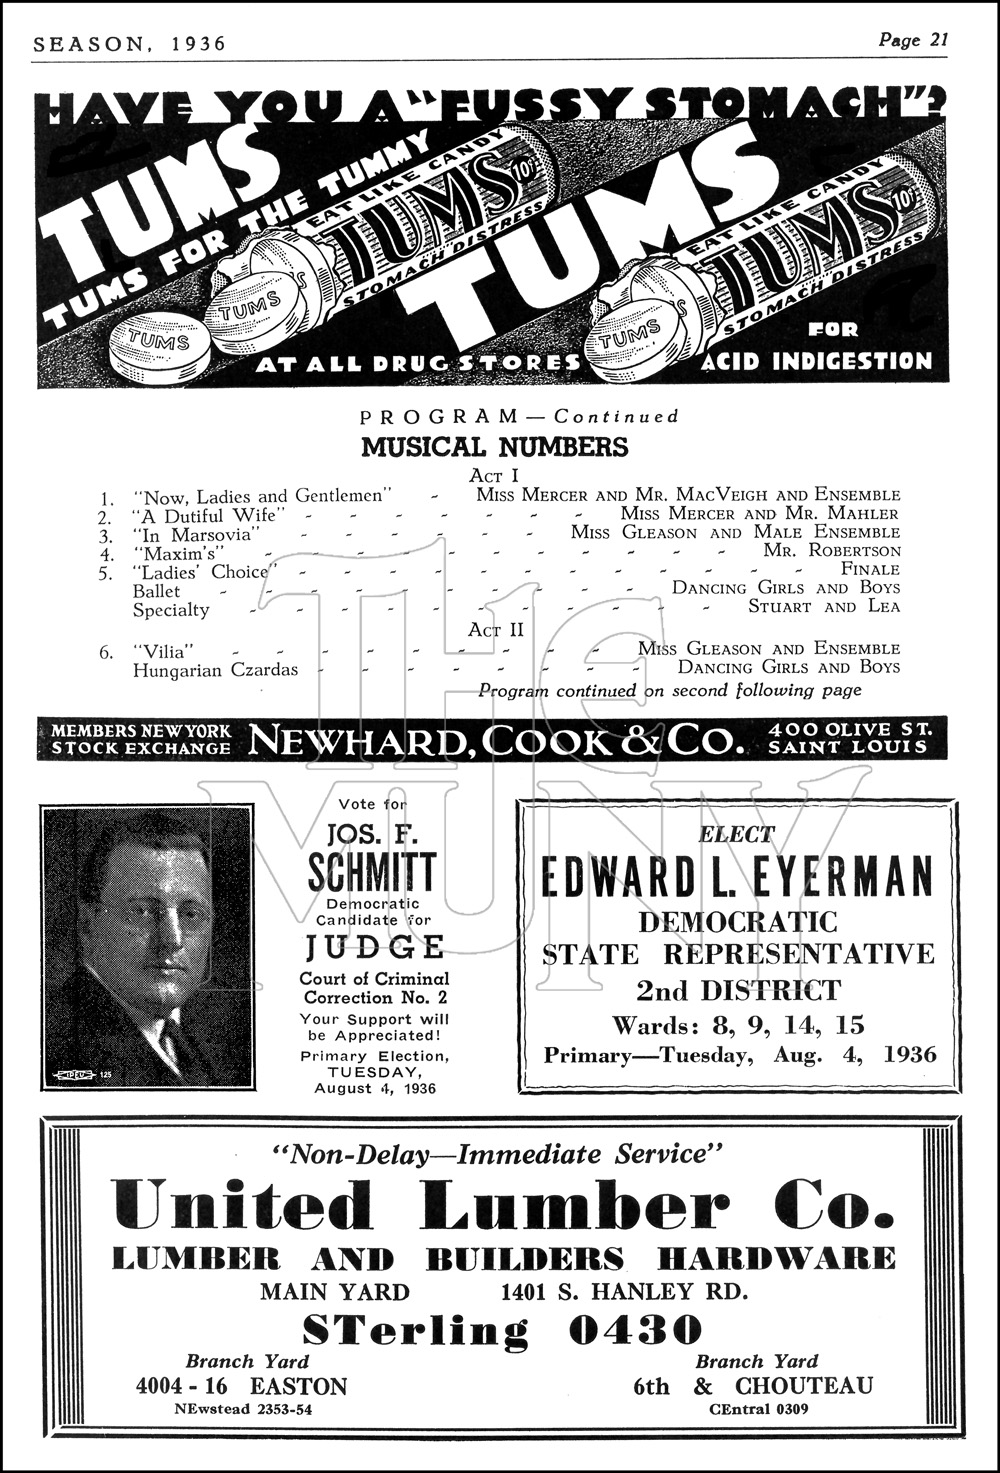 SEASON, 1936
Page 21
HAVE YOU A "FUSSY STOMACH"?
TUMS
TUMS FOR THE TUMMY
EAT LIKE CANDY
TUMS 10¢
STOMACH DISTRESS
TUMS
TUMS
TUMS
EAT LIKE CANDY
TUMS 10¢
STOMACH DISTRESS
TUMS
FOR
AT ALL DRUG STORES
ACID INDIGESTION
PROGRAM—Continued
MUSICAL NUMBERS
ACT I
1. "Now, Ladies and Gentlemen" - MISS MERCER AND MR. MACVEIGH AND ENSEMBLE
2. "A Dutiful Wife" - - - - - - - MISS MERCER AND MR. MAHLER
3. "In Marsovia" - - - - - - MISS GLEASON AND MALE ENSEMBLE
4. "Maxim's" - - - - - - - - - - - MR. ROBERTSON
5. "Ladies' Choice" - - - - - - - - - - - - FINALE
Ballet - - - - - - - - - - DANCING GIRLS AND BOYS
Specialty - - - - - - - - - - - STUART AND LEA
ACT II
6. "Vilia" - - - - - - - - - MISS GLEASON AND ENSEMBLE
Hungarian Czardas - - - - - - - - DANCING GIRLS AND BOYS
Program continued on second following page
MEMBERS NEW YORK
STOCK EXCHANGE
NEWHARD, COOK & CO.
400 OLIVE ST.
SAINT LOUIS
THE
MUNY
125
Vote for
JOS. F.
SCHMITT
Democratic
Candidate for
JUDGE
Court of Criminal
Correction No. 2
Your Support will
be Appreciated!
Primary Election,
TUESDAY,
August 4, 1936
ELECT
EDWARD L. EYERMAN
DEMOCRATIC
STATE REPRESENTATIVE
2nd DISTRICT
Wards: 8, 9, 14, 15
Primary—Tuesday, Aug. 4, 1936
"Non-Delay—Immediate Service"
United Lumber Co.
LUMBER AND BUILDERS HARDWARE
MAIN YARD 1401 S. HANLEY RD.
STerling 0430
Branch Yard
4004 - 16 EASTON
NEwstead 2353-54
Branch Yard
6th & CHOUTEAU
CEntral 0309